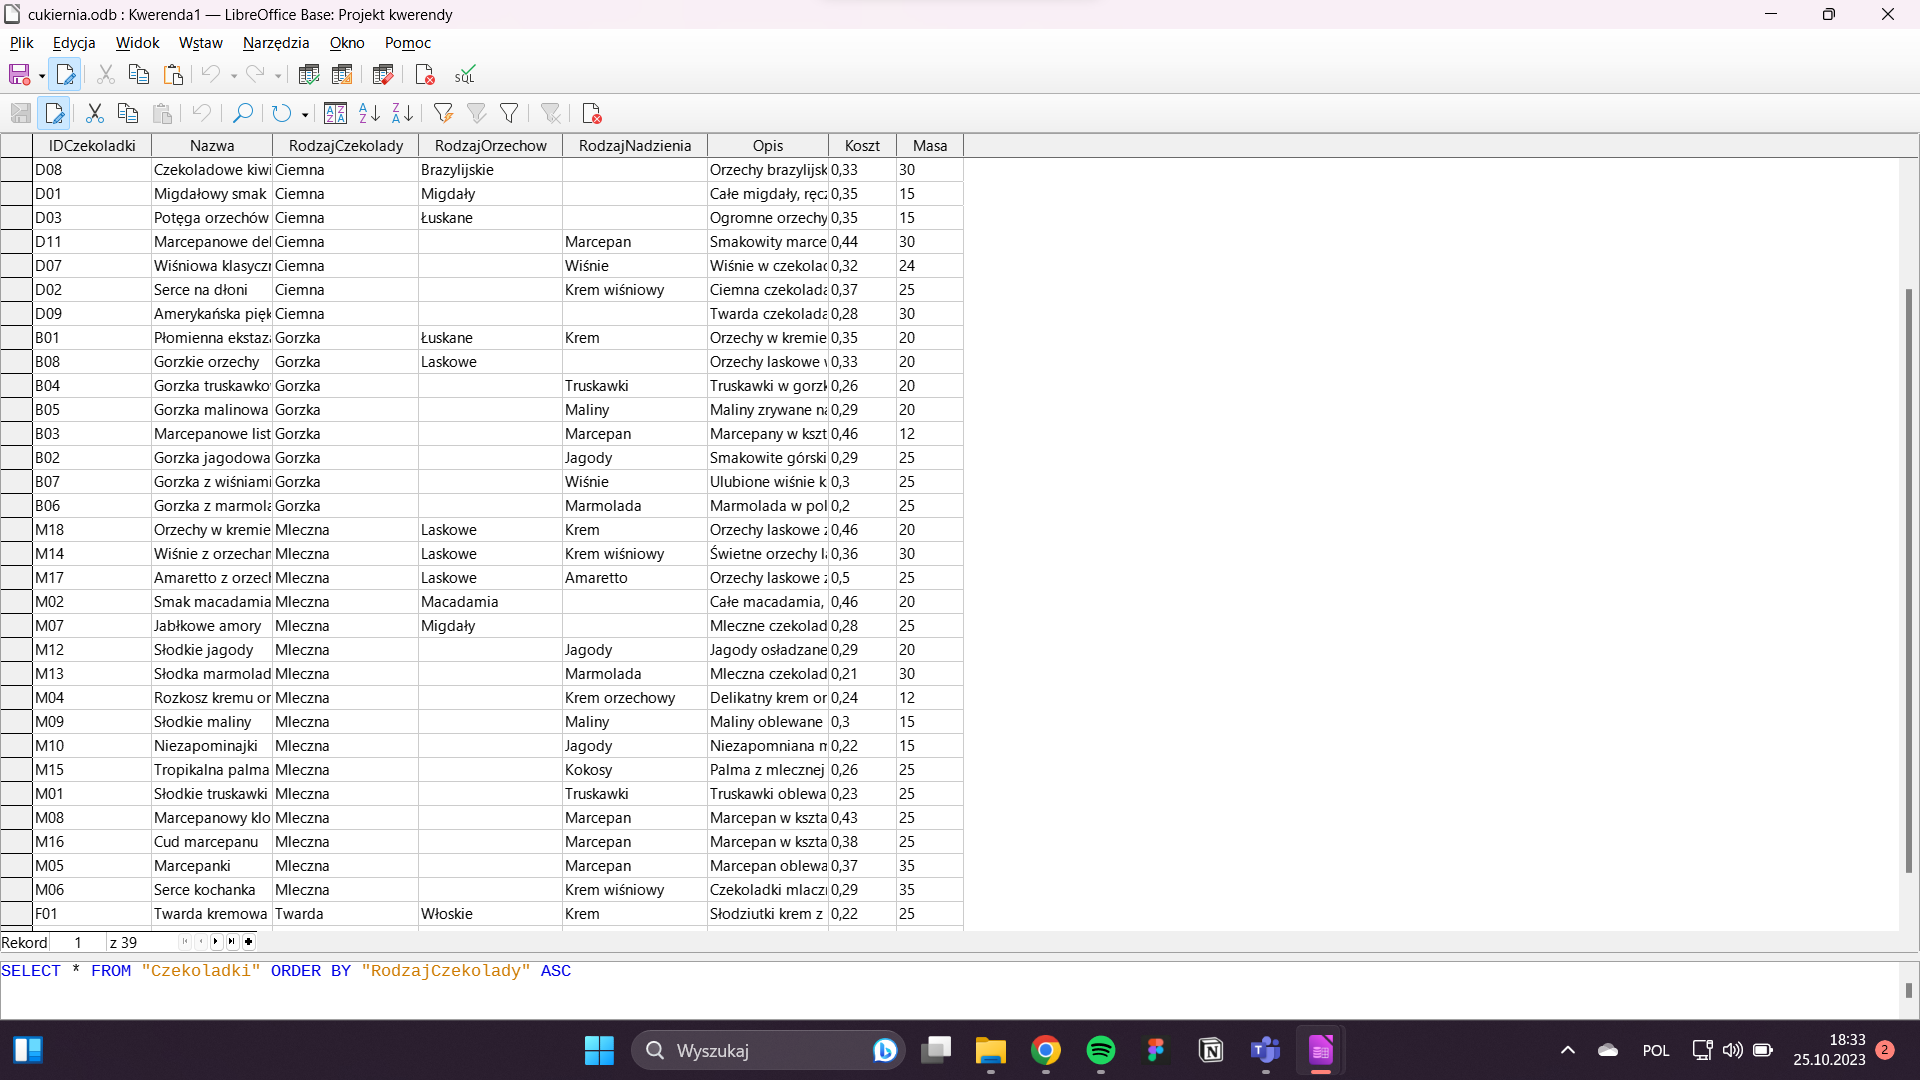 cukiernia.odb : Kwerenda1 — LibreOffice Base: Projekt kwerendy
Plik Edycja Widok Wstaw Narzędzia Okno Pomoc
SQL
IDCzekoladki Nazwa RodzajCzekolady RodzajOrzechow RodzajNadzienia Opis Koszt Masa
D08 Czekoladowe kiwi Ciemna Brazylijskie Orzechy brazylijsk 0,33 30
D01 Migdałowy smak Ciemna Migdały Całe migdały, ręcz 0,35 15
D03 Potęga orzechów Ciemna Łuskane Ogromne orzechy 0,35 15
D11 Marcepanowe del Ciemna Marcepan Smakowity marce 0,44 30
D07 Wiśniowa klasyczn Ciemna Wiśnie Wiśnie w czekolad 0,32 24
D02 Serce na dłoni Ciemna Krem wiśniowy Ciemna czekolada 0,37 25
D09 Amerykańska pięk Ciemna Twarda czekolada 0,28 30
B01 Płomienna ekstaza Gorzka Łuskane Krem Orzechy w kremie 0,35 20
B08 Gorzkie orzechy Gorzka Laskowe Orzechy laskowe w 0,33 20
B04 Gorzka truskawkow Gorzka Truskawki Truskawki w gorzk 0,26 20
B05 Gorzka malinowa Gorzka Maliny Maliny zrywane na 0,29 20
B03 Marcepanowe list Gorzka Marcepan Marcepany w kszt 0,46 12
B02 Gorzka jagodowa Gorzka Jagody Smakowite górski 0,29 25
B07 Gorzka z wiśniami Gorzka Wiśnie Ulubione wiśnie k 0,3 25
B06 Gorzka z marmola Gorzka Marmolada Marmolada w pol 0,2 25
M18 Orzechy w kremie Mleczna Laskowe Krem Orzechy laskowe z 0,46 20
M14 Wiśnie z orzecham Mleczna Laskowe Krem wiśniowy Świetne orzechy la 0,36 30
M17 Amaretto z orzech Mleczna Laskowe Amaretto Orzechy laskowe z 0,5 25
M02 Smak macadamia Mleczna Macadamia Całe macadamia, 0,46 20
M07 Jabłkowe amory Mleczna Migdały Mleczne czekolad 0,28 25
M12 Słodkie jagody Mleczna Jagody Jagody osładzane 0,29 20
M13 Słodka marmolad Mleczna Marmolada Mleczna czekolad 0,21 30
M04 Rozkosz kremu or Mleczna Krem orzechowy Delikatny krem or 0,24 12
M09 Słodkie maliny Mleczna Maliny Maliny oblewane 0,3 15
M10 Niezapominajki Mleczna Jagody Niezapomniana m 0,22 15
M15 Tropikalna palma Mleczna Kokosy Palma z mlecznej 0,26 25
M01 Słodkie truskawki Mleczna Truskawki Truskawki oblewa 0,23 25
M08 Marcepanowy klo Mleczna Marcepan Marcepan w kszta 0,43 25
M16 Cud marcepanu Mleczna Marcepan Marcepan w kszta 0,38 25
M05 Marcepanki Mleczna Marcepan Marcepan oblewa 0,37 35
M06 Serce kochanka Mleczna Krem wiśniowy Czekoladki mlacz 0,29 35
F01 Twarda kremowa Twarda Włoskie Krem Słodziutki krem z 0,22 25
Rekord 1 z 39
SELECT * FROM "Czekoladki" ORDER BY "RodzajCzekolady" ASC
Wyszukaj
POL
18:33
25.10.2023
2